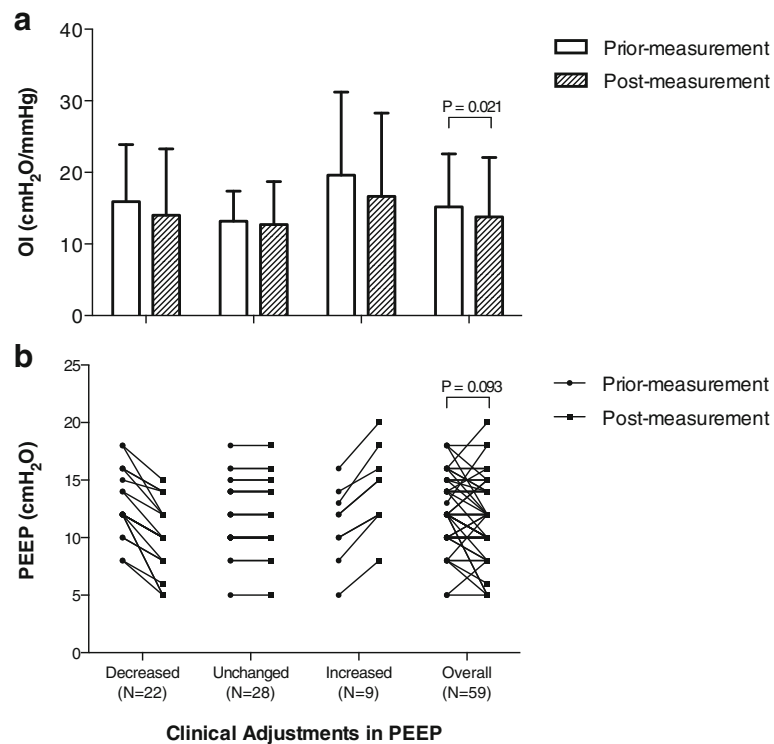 a
40
30
20
10
0
OI (cmH2O/mmHg)
P = 0.021
Prior-measurement
Post-measurement
b
25
20
15
10
5
0
PEEP (cmH2O)
P = 0.093
Prior-measurement
Post-measurement
Decreased Unchanged Increased Overall
(N=22) (N=28) (N=9) (N=59)
Clinical Adjustments in PEEP